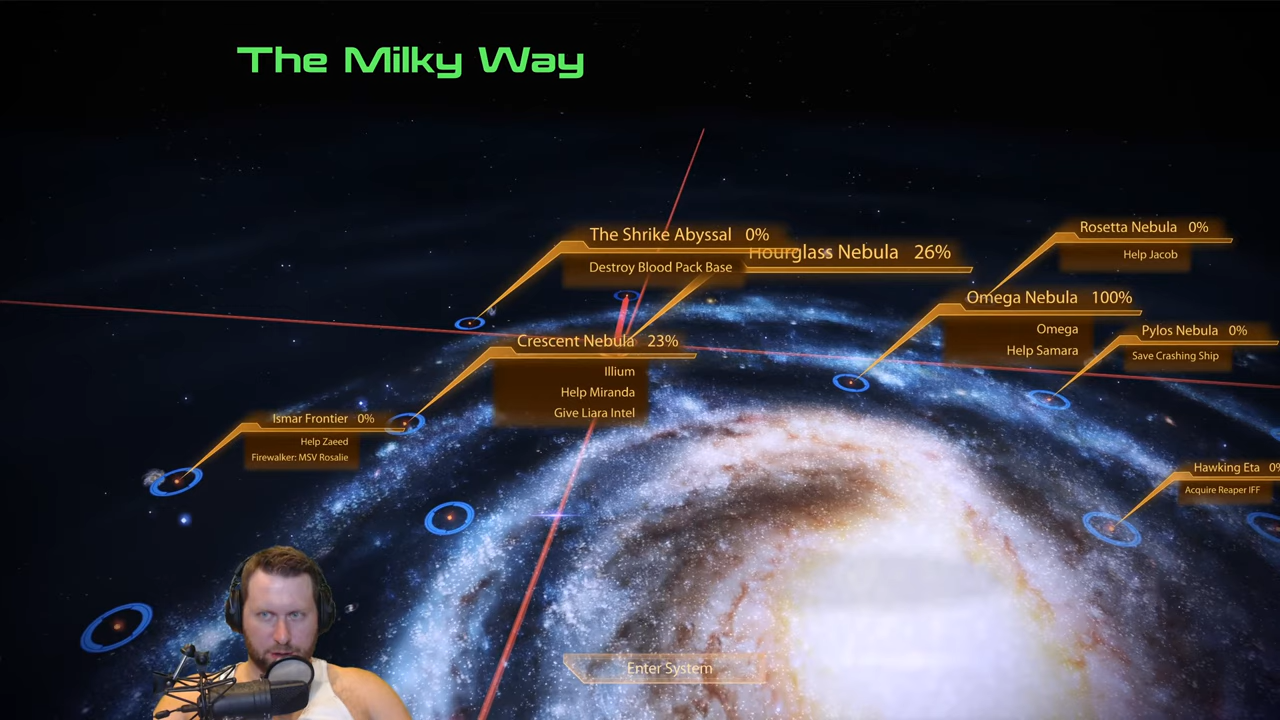 The Milky Way
The Shrike Abyssal 0%
Destroy Blood Pack Base
Hourglass Nebula 26%
Rosetta Nebula 0%
Help Jacob
Omega Nebula 100%
Omega
Help Samara
Pylos Nebula 0%
Save Crashing Ship
Crescent Nebula 23%
Illium
Help Miranda
Give Liara Intel
Ismar Frontier 0%
Help Zaeed
Firewalker: MSV Rosalie
Hawking Eta 0%
Acquire Reaper IFF
Enter System